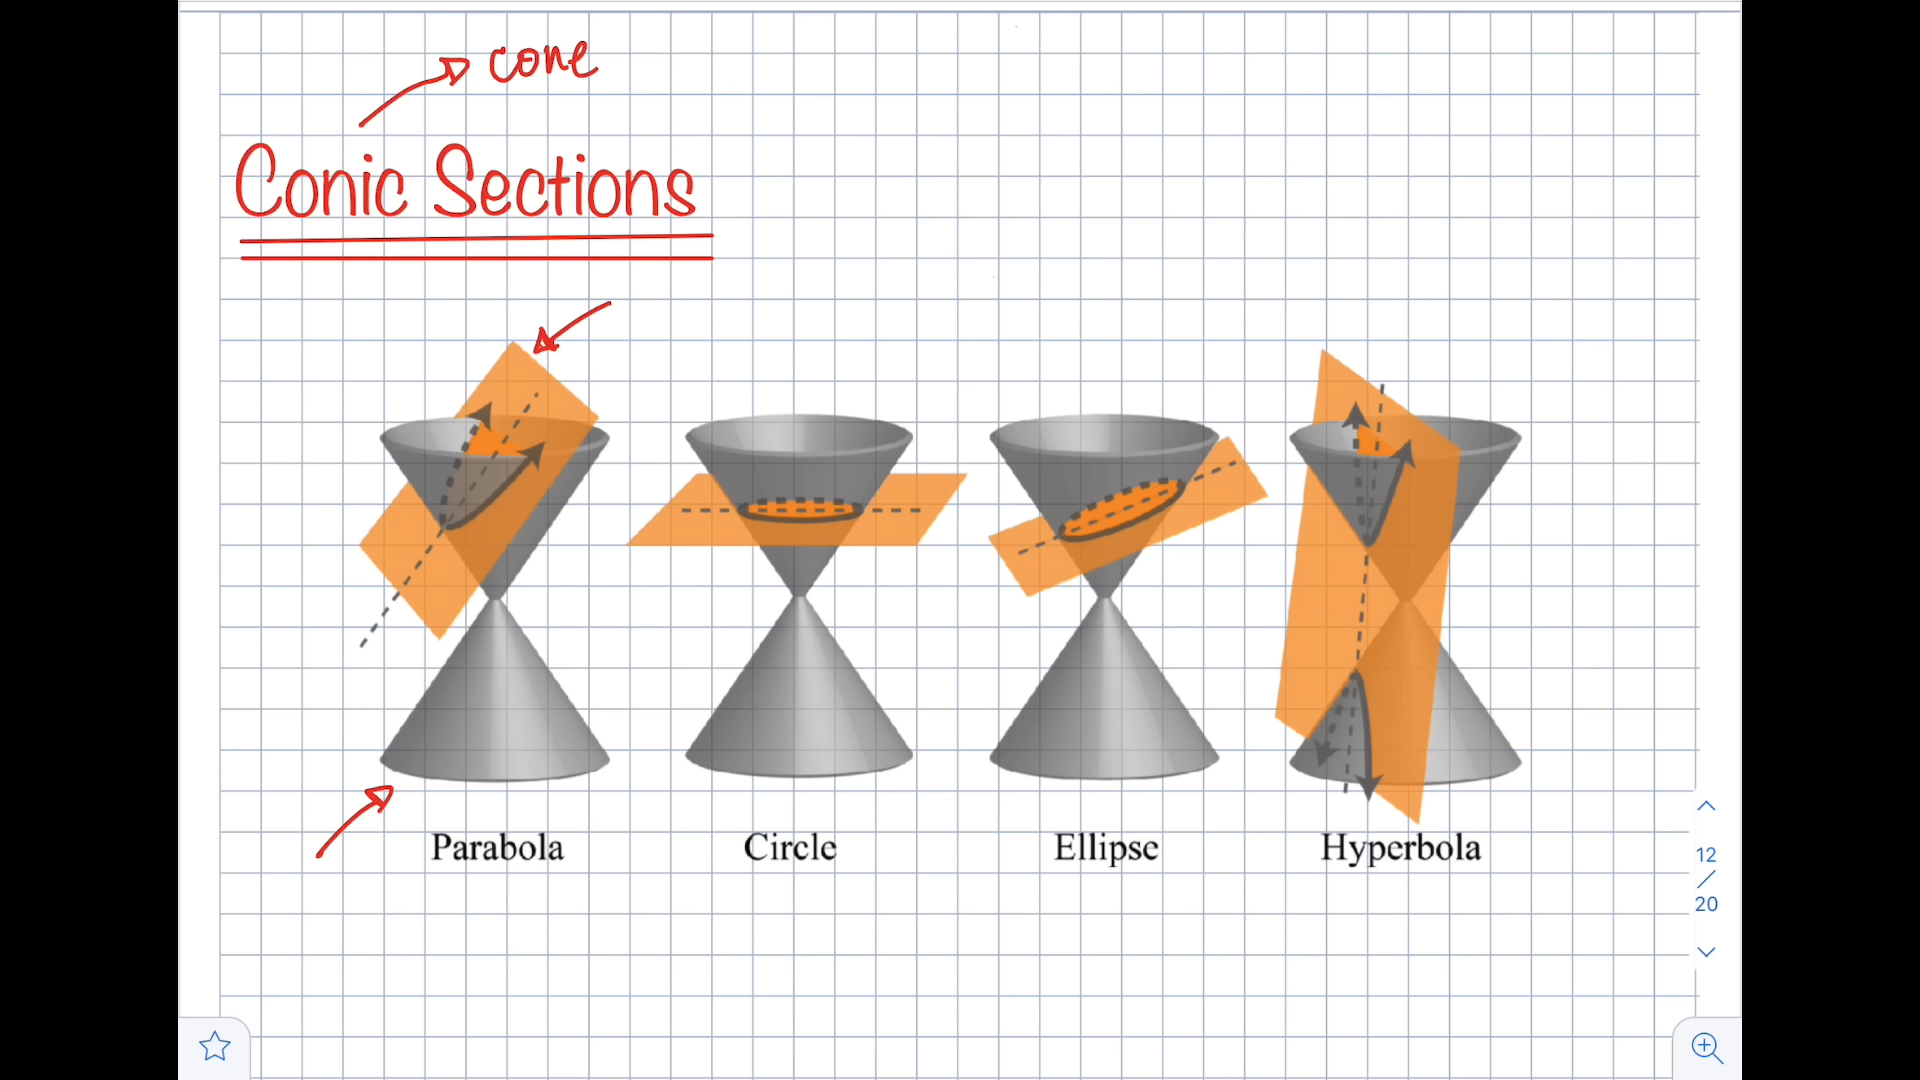 cone
Conic Sections
Parabola
Circle
Ellipse
Hyperbola
12
/
20